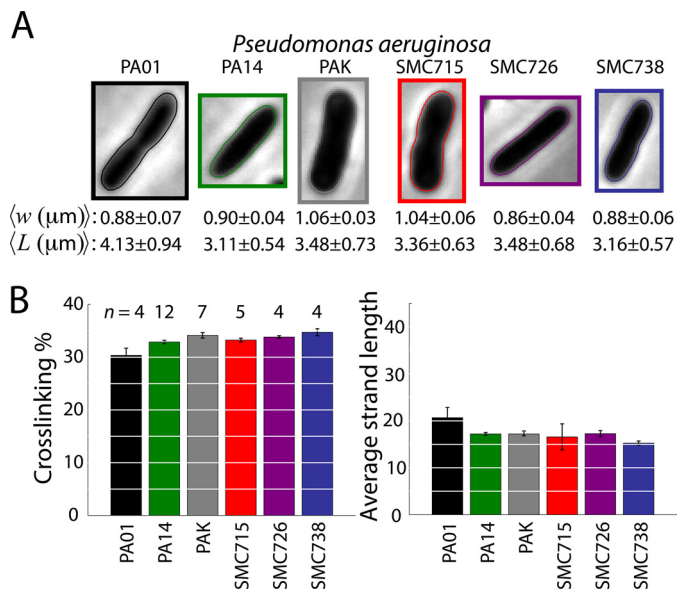 A
Pseudomonas aeruginosa
PA01 PA14 PAK SMC715 SMC726 SMC738
⟨w (μm)⟩: 0.88±0.07 0.90±0.04 1.06±0.03 1.04±0.06 0.86±0.04 0.88±0.06
⟨L (μm)⟩: 4.13±0.94 3.11±0.54 3.48±0.73 3.36±0.63 3.48±0.68 3.16±0.57
B
n = 4 12 7 5 4 4
Crosslinking %
40
30
20
10
0
PA01 PA14 PAK SMC715 SMC726 SMC738
Average strand length
40
30
20
10
0
PA01 PA14 PAK SMC715 SMC726 SMC738